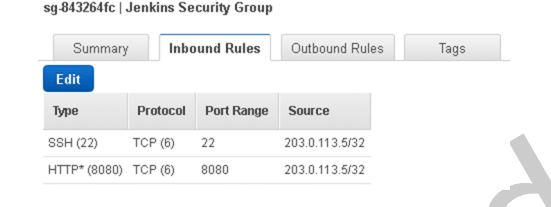 sg-843264fc | Jenkins Security Group
Summary Inbound Rules Outbound Rules Tags
Edit
Type Protocol Port Range Source
SSH (22) TCP (6) 22 203.0.113.5/32
HTTP* (8080) TCP (6) 8080 203.0.113.5/32